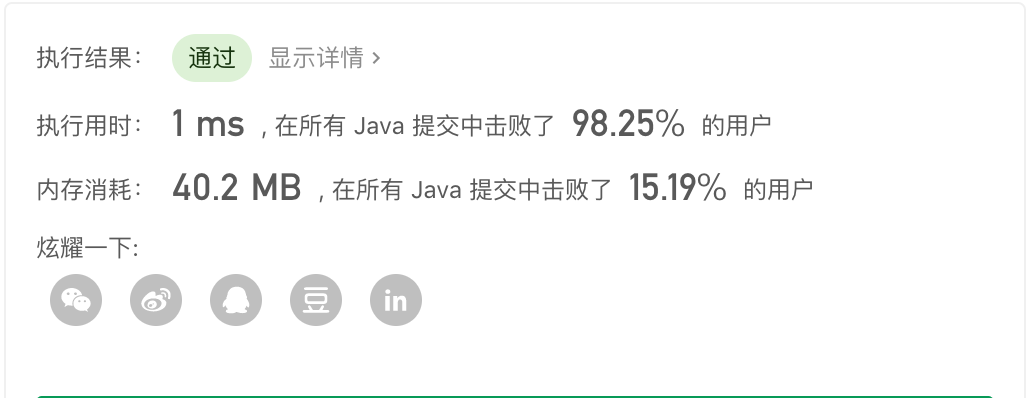 执行结果： 通过 显示详情 >
执行用时： 1 ms , 在所有 Java 提交中击败了 98.25% 的用户
内存消耗： 40.2 MB , 在所有 Java 提交中击败了 15.19% 的用户
炫耀一下:
豆 in